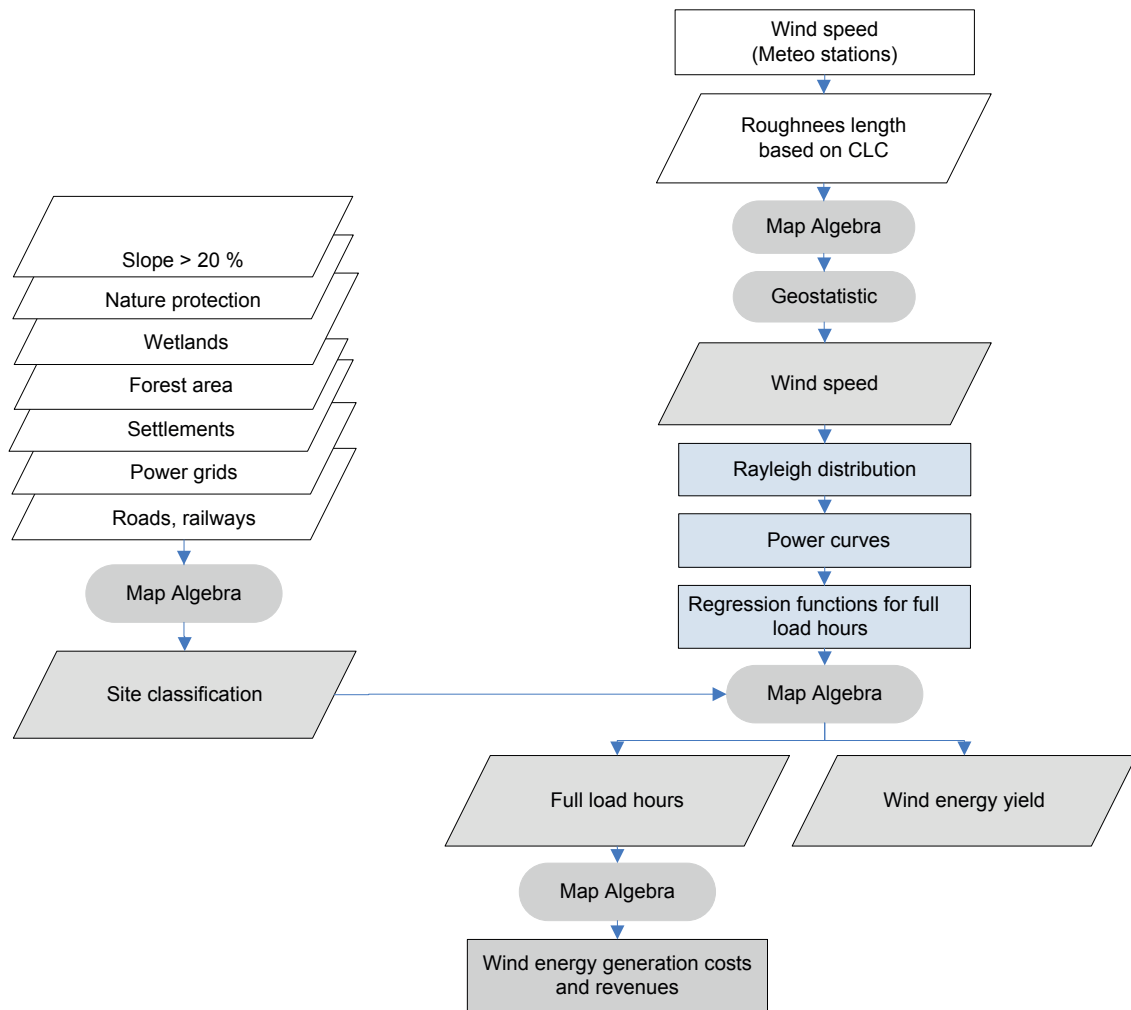 Wind speed
(Meteo stations)
Roughnees length
based on CLC
Map Algebra
Geostatistic
Wind speed
Rayleigh distribution
Power curves
Regression functions for full
load hours
Map Algebra
Slope > 20 %
Nature protection
Wetlands
Forest area
Settlements
Power grids
Roads, railways
Map Algebra
Site classification
Full load hours
Wind energy yield
Map Algebra
Wind energy generation costs
and revenues